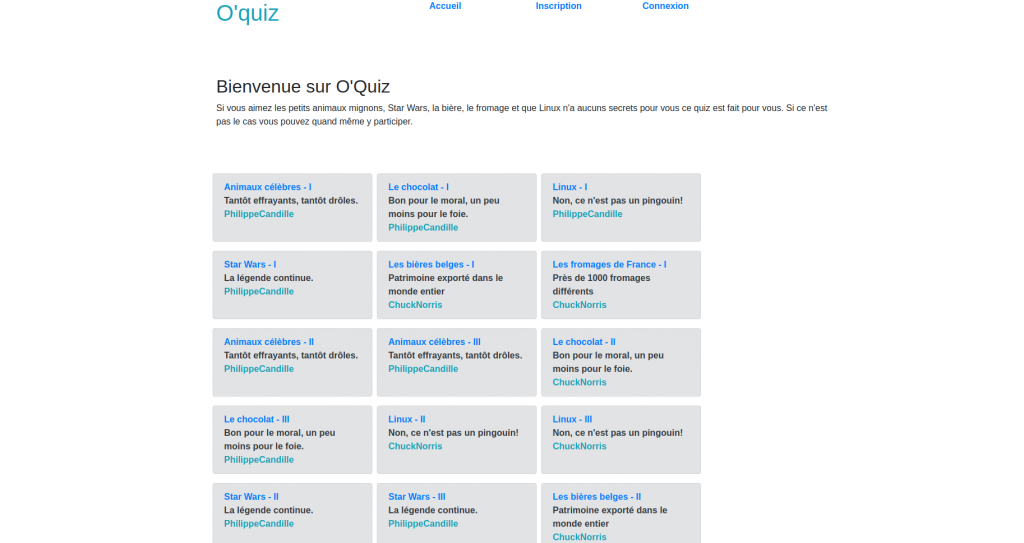 O'quiz
Accueil
Inscription
Connexion
Bienvenue sur O'Quiz
Si vous aimez les petits animaux mignons, Star Wars, la bière, le fromage et que Linux n'a aucuns secrets pour vous ce quiz est fait pour vous. Si ce n'est
pas le cas vous pouvez quand même y participer.
Animaux célèbres - I
Tantôt effrayants, tantôt drôles.
PhilippeCandille
Le chocolat - I
Bon pour le moral, un peu
moins pour le foie.
PhilippeCandille
Linux - I
Non, ce n'est pas un pingouin!
PhilippeCandille
Star Wars - I
La légende continue.
PhilippeCandille
Les bières belges - I
Patrimoine exporté dans le
monde entier
ChuckNorris
Les fromages de France - I
Près de 1000 fromages
différents
ChuckNorris
Animaux célèbres - II
Tantôt effrayants, tantôt drôles.
PhilippeCandille
Animaux célèbres - III
Tantôt effrayants, tantôt drôles.
PhilippeCandille
Le chocolat - II
Bon pour le moral, un peu
moins pour le foie.
ChuckNorris
Le chocolat - III
Bon pour le moral, un peu
moins pour le foie.
PhilippeCandille
Linux - II
Non, ce n'est pas un pingouin!
ChuckNorris
Linux - III
Non, ce n'est pas un pingouin!
ChuckNorris
Star Wars - II
La légende continue.
PhilippeCandille
Star Wars - III
La légende continue.
PhilippeCandille
Les bières belges - II
Patrimoine exporté dans le
monde entier
ChuckNorris